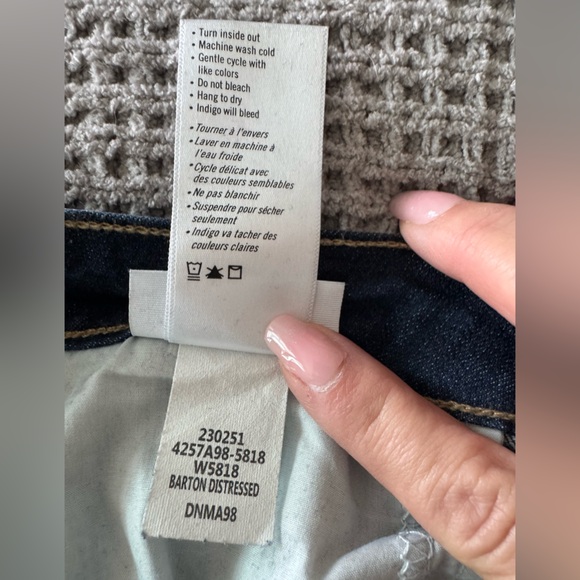 • Turn inside out
• Machine wash cold
• Gentle cycle with
like colors
• Do not bleach
• Hang to dry
• Indigo will bleed
• Tourner à l'envers
• Laver en machine à
l'eau froide
• Cycle délicat avec
des couleurs semblables
• Ne pas blanchir
• Suspendre pour sécher
seulement
• Indigo va tacher des
couleurs claires
230251
4257A98-5818
W5818
BARTON DISTRESSED
DNMA98